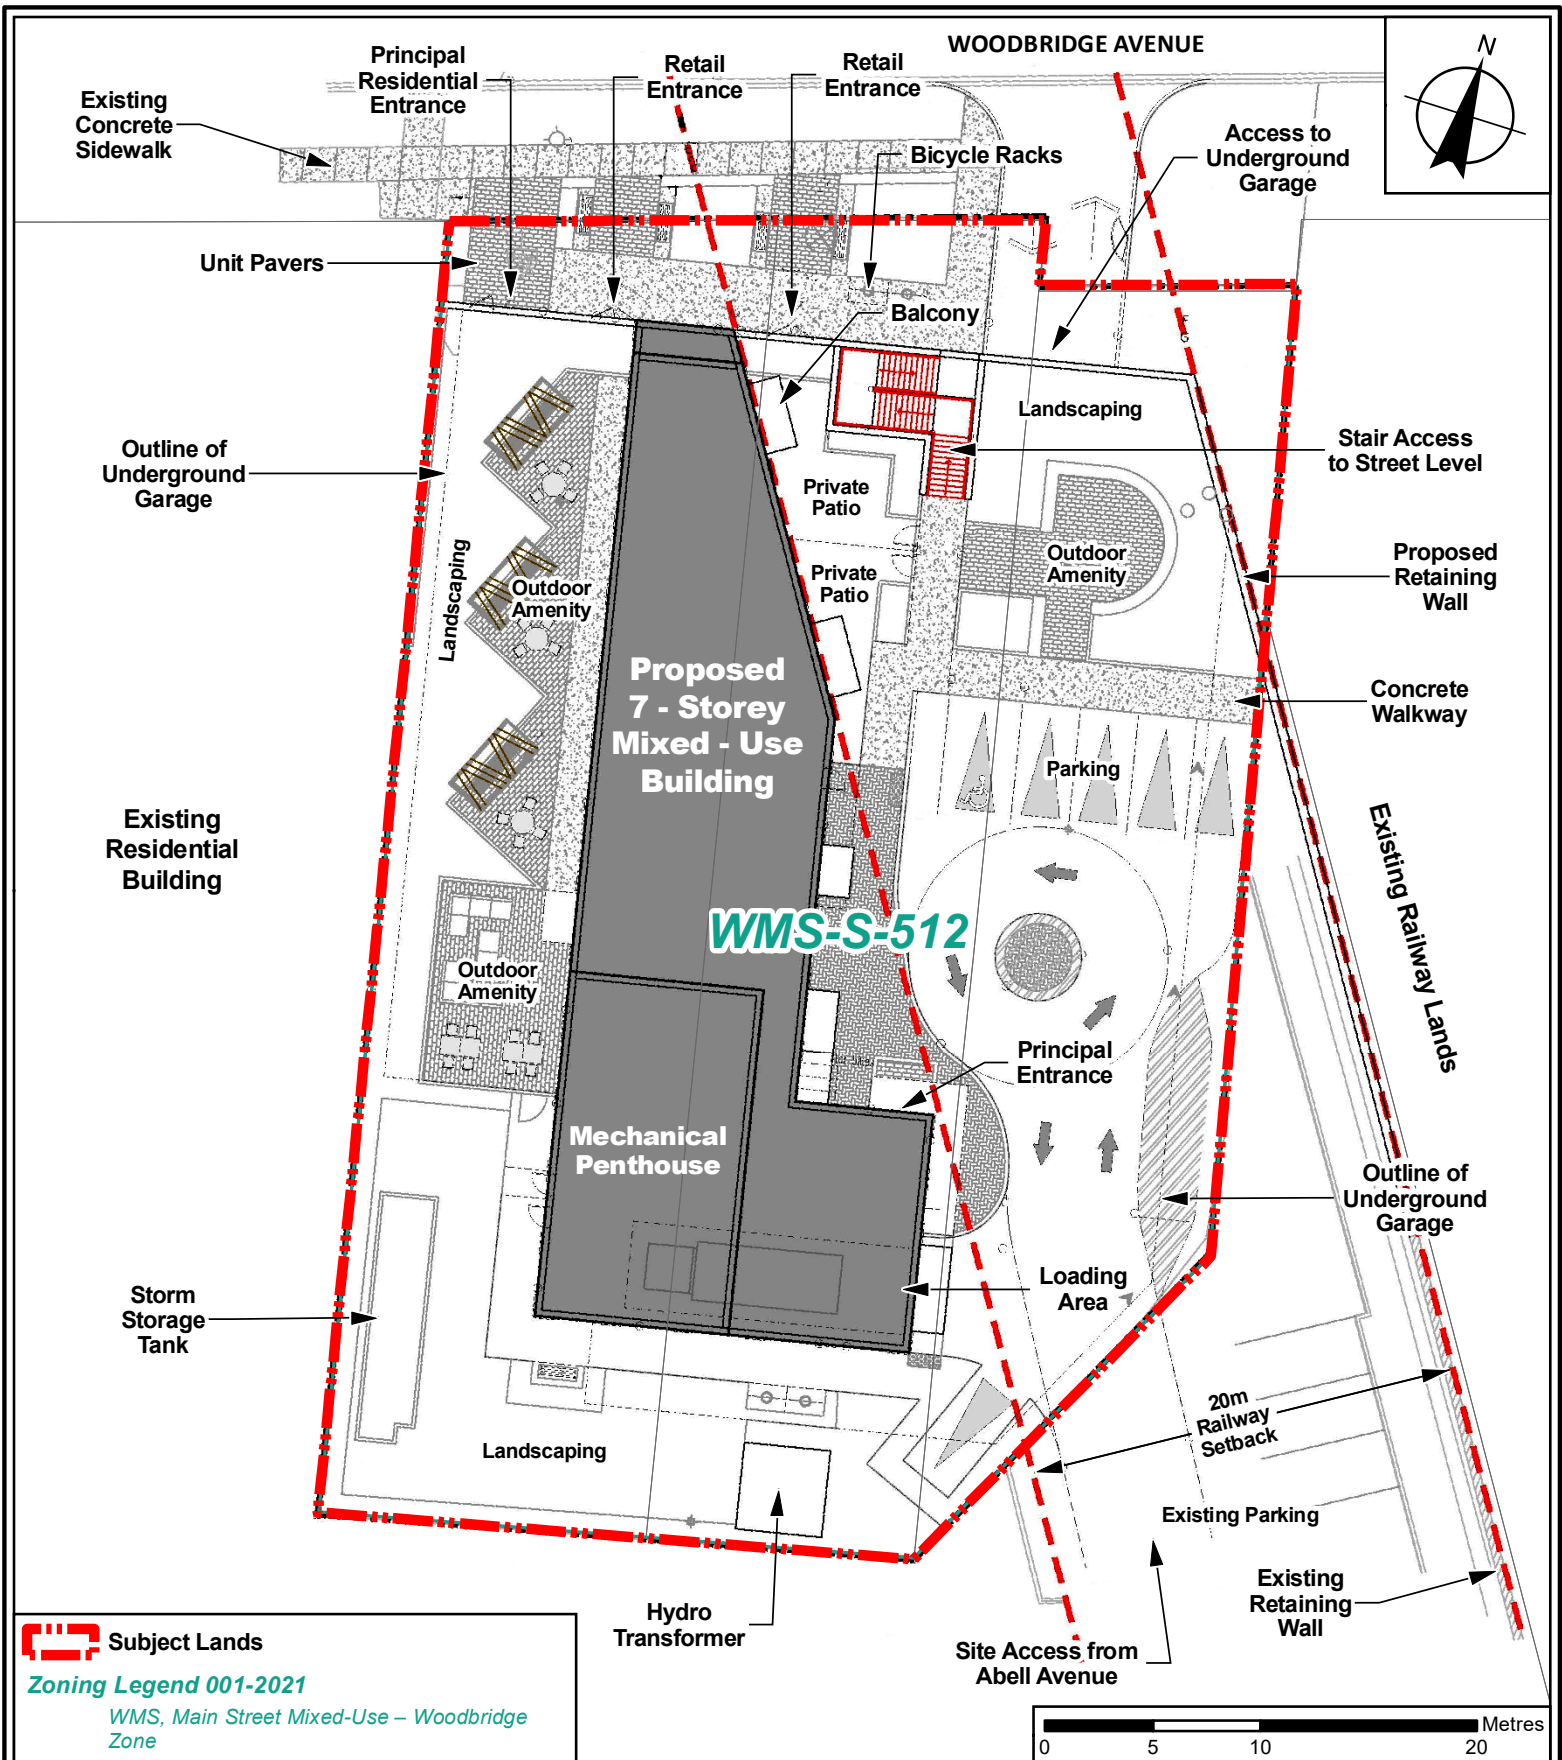 WOODBRIDGE AVENUE
N
Principal
Residential
Entrance
Retail
Entrance
Retail
Entrance
Existing
Concrete
Sidewalk
Bicycle Racks
Access to
Underground
Garage
Unit Pavers
Balcony
Landscaping
Outline of
Underground
Garage
Stair Access
to Street Level
Private
Patio
Landscaping
Outdoor
Amenity
Private
Patio
Outdoor
Amenity
Proposed
Retaining
Wall
Proposed
7 - Storey
Mixed - Use
Building
Concrete
Walkway
Parking
Existing
Residential
Building
Existing Railway Lands
WMS-S-512
Outdoor
Amenity
Principal
Entrance
Mechanical
Penthouse
Outline of
Underground
Garage
Storm
Storage
Tank
Loading
Area
20m
Railway
Setback
Landscaping
Existing Parking
Existing
Retaining
Wall
Hydro
Transformer
Site Access from
Abell Avenue
Subject Lands
Zoning Legend 001-2021
WMS, Main Street Mixed-Use – Woodbridge
Zone
Metres
0 5 10 20